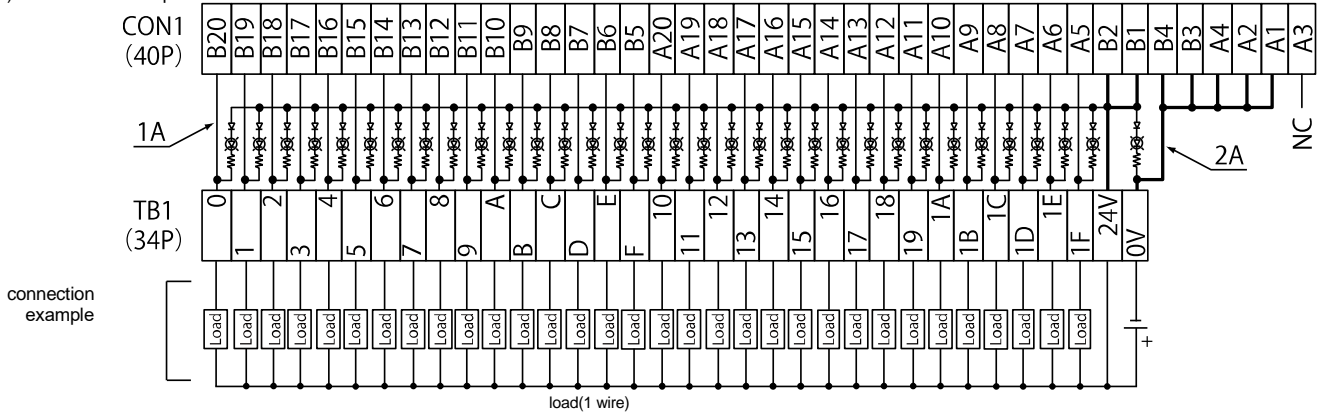 CON1
(40P)
B20 B19 B18 B17 B16 B15 B14 B13 B12 B11 B10 B9 B8 B7 B6 B5 A20 A19 A18 A17 A16 A15 A14 A13 A12 A11 A10 A9 A8 A7 A6 A5 B2 B1 B4 B3 A4 A2 A1 A3
1A
2A
NC
TB1
(34P)
0 1 2 3 4 5 6 7 8 9 A B C D E F 10 11 12 13 14 15 16 17 18 19 1A 1B 1C 1D 1E 1F 24V 0V
connection
example
Load Load Load Load Load Load Load Load Load Load Load Load Load Load Load Load Load Load Load Load Load Load Load Load Load Load Load Load Load Load Load Load
+
load(1 wire)